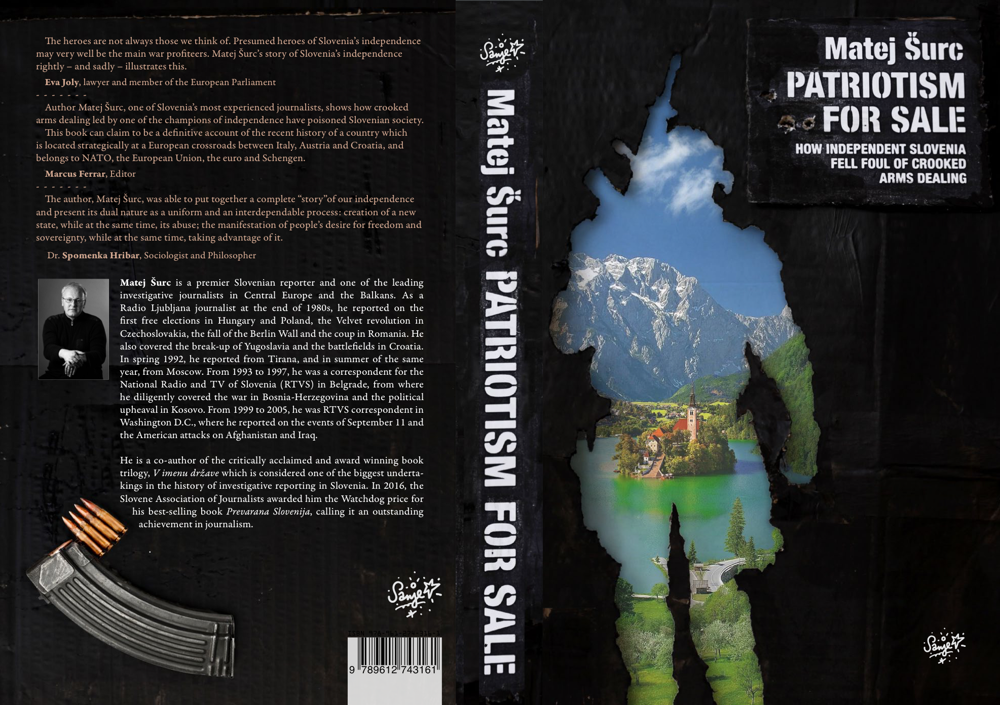 The heroes are not always those we think of. Presumed heroes of Slovenia's independence
may very well be the main war profiteers. Matej Šurc's story of Slovenia's independence
rightly – and sadly – illustrates this.
Eva Joly, lawyer and member of the European Parliament
- - - - - - -
Author Matej Šurc, one of Slovenia's most experienced journalists, shows how crooked
arms dealing led by one of the champions of independence have poisoned Slovenian society.
This book can claim to be a definitive account of the recent history of a country which
is located strategically at a European crossroads between Italy, Austria and Croatia, and
belongs to NATO, the European Union, the euro and Schengen.
Marcus Ferrar, Editor
- - - - - - -
The author, Matej Šurc, was able to put together a complete “story”of our independence
and present its dual nature as a uniform and an interdependable process: creation of a new
state, while at the same time, its abuse; the manifestation of people's desire for freedom and
sovereignty, while at the same time, taking advantage of it.
Dr. Spomenka Hribar, Sociologist and Philosopher
Matej Šurc is a premier Slovenian reporter and one of the leading
investigative journalists in Central Europe and the Balkans. As a
Radio Ljubljana journalist at the end of 1980s, he reported on the
first free elections in Hungary and Poland, the Velvet revolution in
Czechoslovakia, the fall of the Berlin Wall and the coup in Romania. He
also covered the break-up of Yugoslavia and the battlefields in Croatia.
In spring 1992, he reported from Tirana, and in summer of the same
year, from Moscow. From 1993 to 1997, he was a correspondent for the
National Radio and TV of Slovenia (RTVS) in Belgrade, from where
he diligently covered the war in Bosnia-Herzegovina and the political
upheaval in Kosovo. From 1999 to 2005, he was RTVS correspondent in
Washington D.C., where he reported on the events of September 11 and
the American attacks on Afghanistan and Iraq.
He is a co-author of the critically acclaimed and award winning book
trilogy, V imenu države which is considered one of the biggest underta-
kings in the history of investigative reporting in Slovenia. In 2016, the
Slovene Association of Journalists awarded him the Watchdog price for
his best-selling book Prevarana Slovenija, calling it an outstanding
achievement in journalism.
Sanje
ISBN 978-961-274-316-1
9 789612 743161
Sanje
Matej Šurc PATRIOTISM FOR SALE
Matej Šurc
PATRIOTISM
FOR SALE
HOW INDEPENDENT SLOVENIA
FELL FOUL OF CROOKED
ARMS DEALING
Sanje